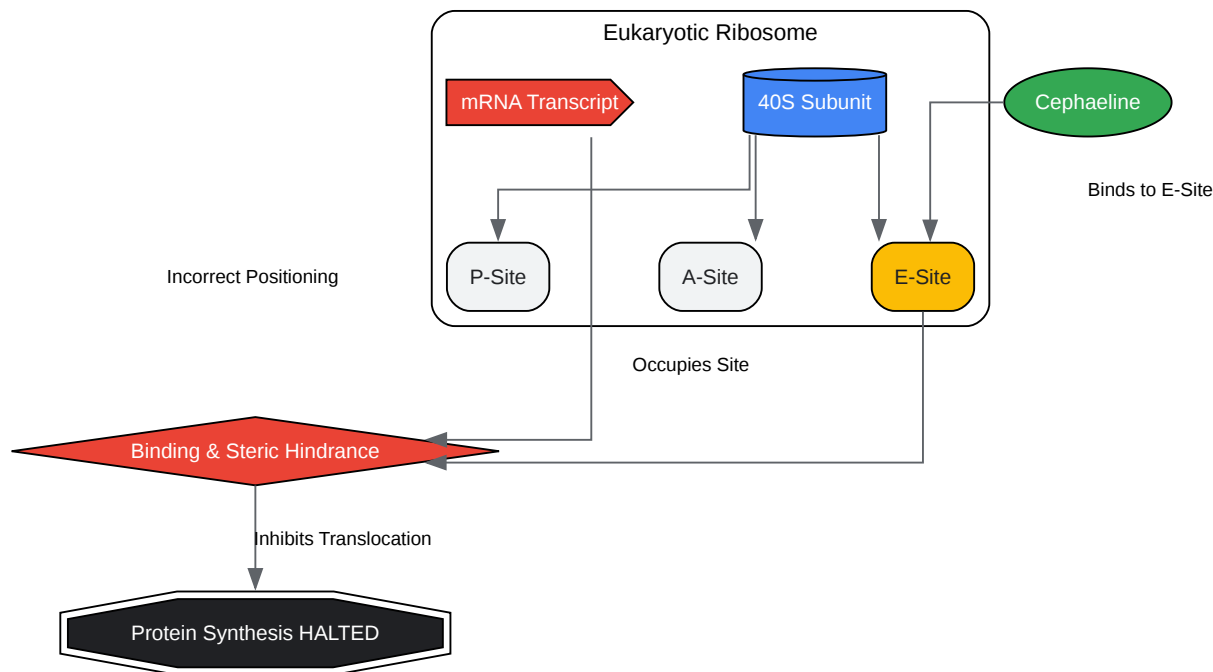 Eukaryotic Ribosome
mRNA Transcript
40S Subunit
Cephaeline
Binds to E-Site
P-Site
A-Site
E-Site
Incorrect Positioning
Occupies Site
Binding & Steric Hindrance
Inhibits Translocation
Protein Synthesis HALTED